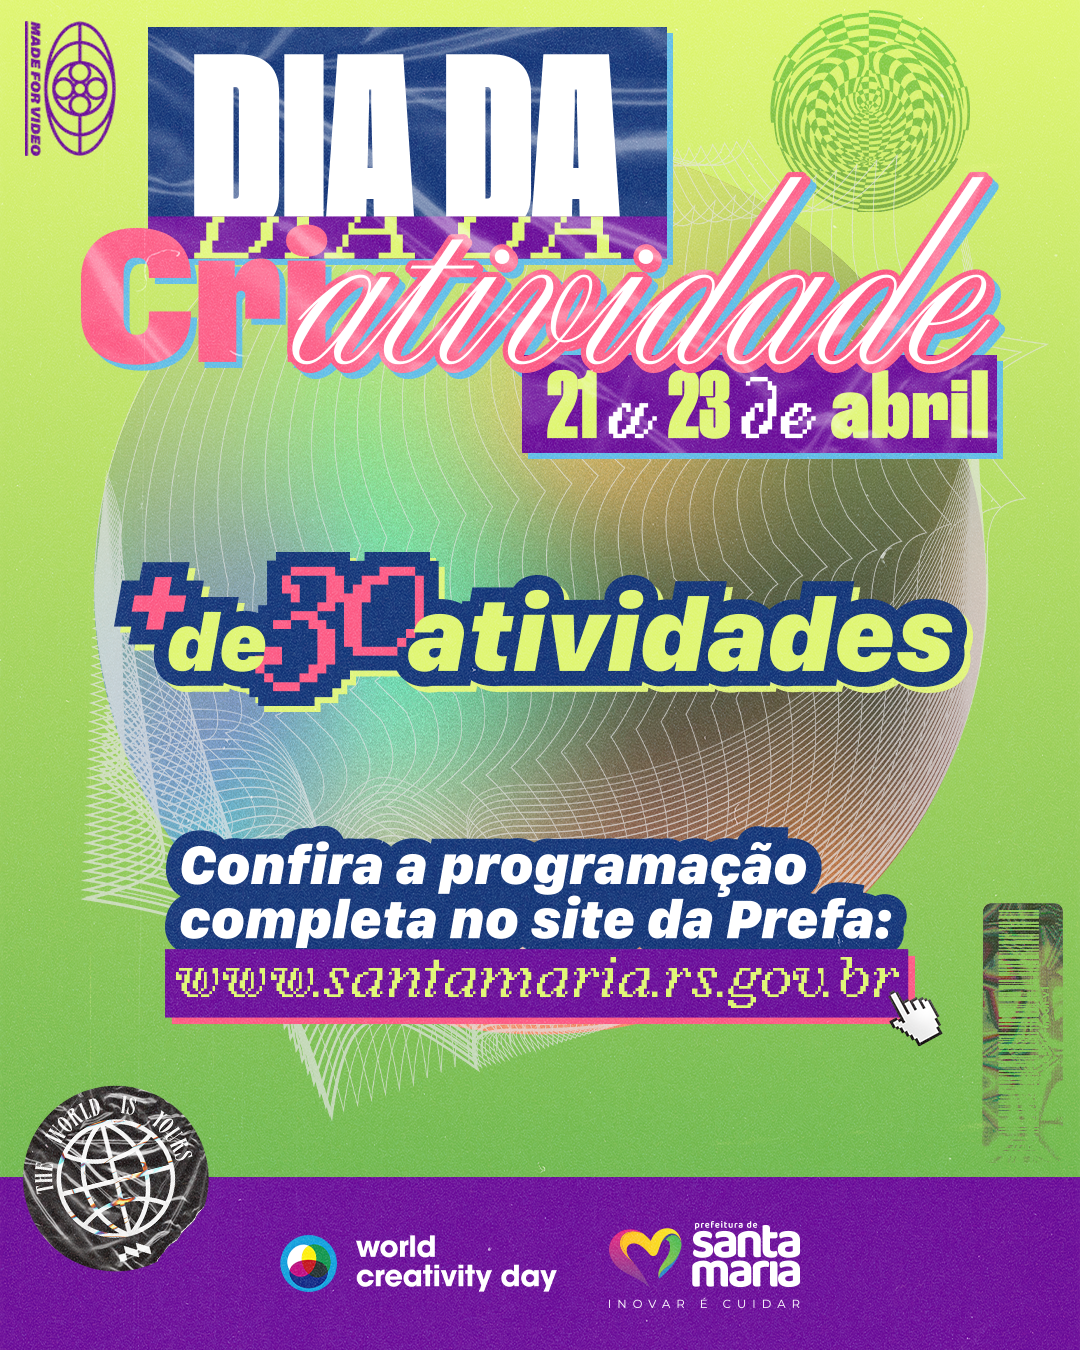 MADE FOR VIDEO
DIA DA
DIA DA
Criatividade
21 a 23 de abril
+ de 30 atividades
Confira a programação
completa no site da Prefa:
www.santamaria.rs.gov.br
THE WORLD IS YOURS
world
creativity day
prefeitura de
santa
maria
INOVAR É CUIDAR